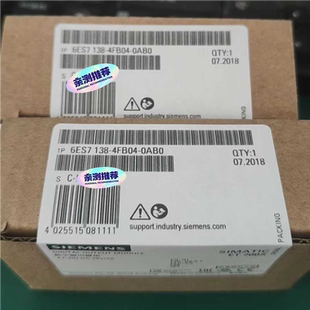 1P 6ES7 138-4FB04-0AB0
QTY:1
07.2018
亲测推荐
support.industry.siemens.com
PACKING
1P 6ES7 138-4FB04-0AB0
QTY:1
07.2018
S C-
亲测推荐
support.industry.siemens.com
4 025515 081111
PACKING
SIEMENS
SIMATIC